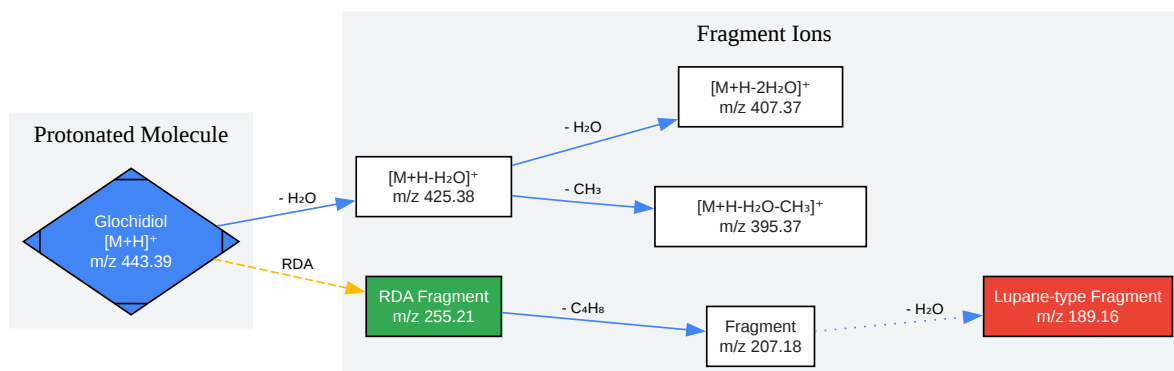 Fragment Ions
Protonated Molecule
[M+H-2H₂O]⁺
m/z 407.37
- H₂O
[M+H-H₂O]⁺
m/z 425.38
- H₂O
- CH₃
[M+H-H₂O-CH₃]⁺
m/z 395.37
Glochidiol
[M+H]⁺
m/z 443.39
RDA
RDA Fragment
m/z 255.21
- C₄H₈
Fragment
m/z 207.18
- H₂O
Lupane-type Fragment
m/z 189.16